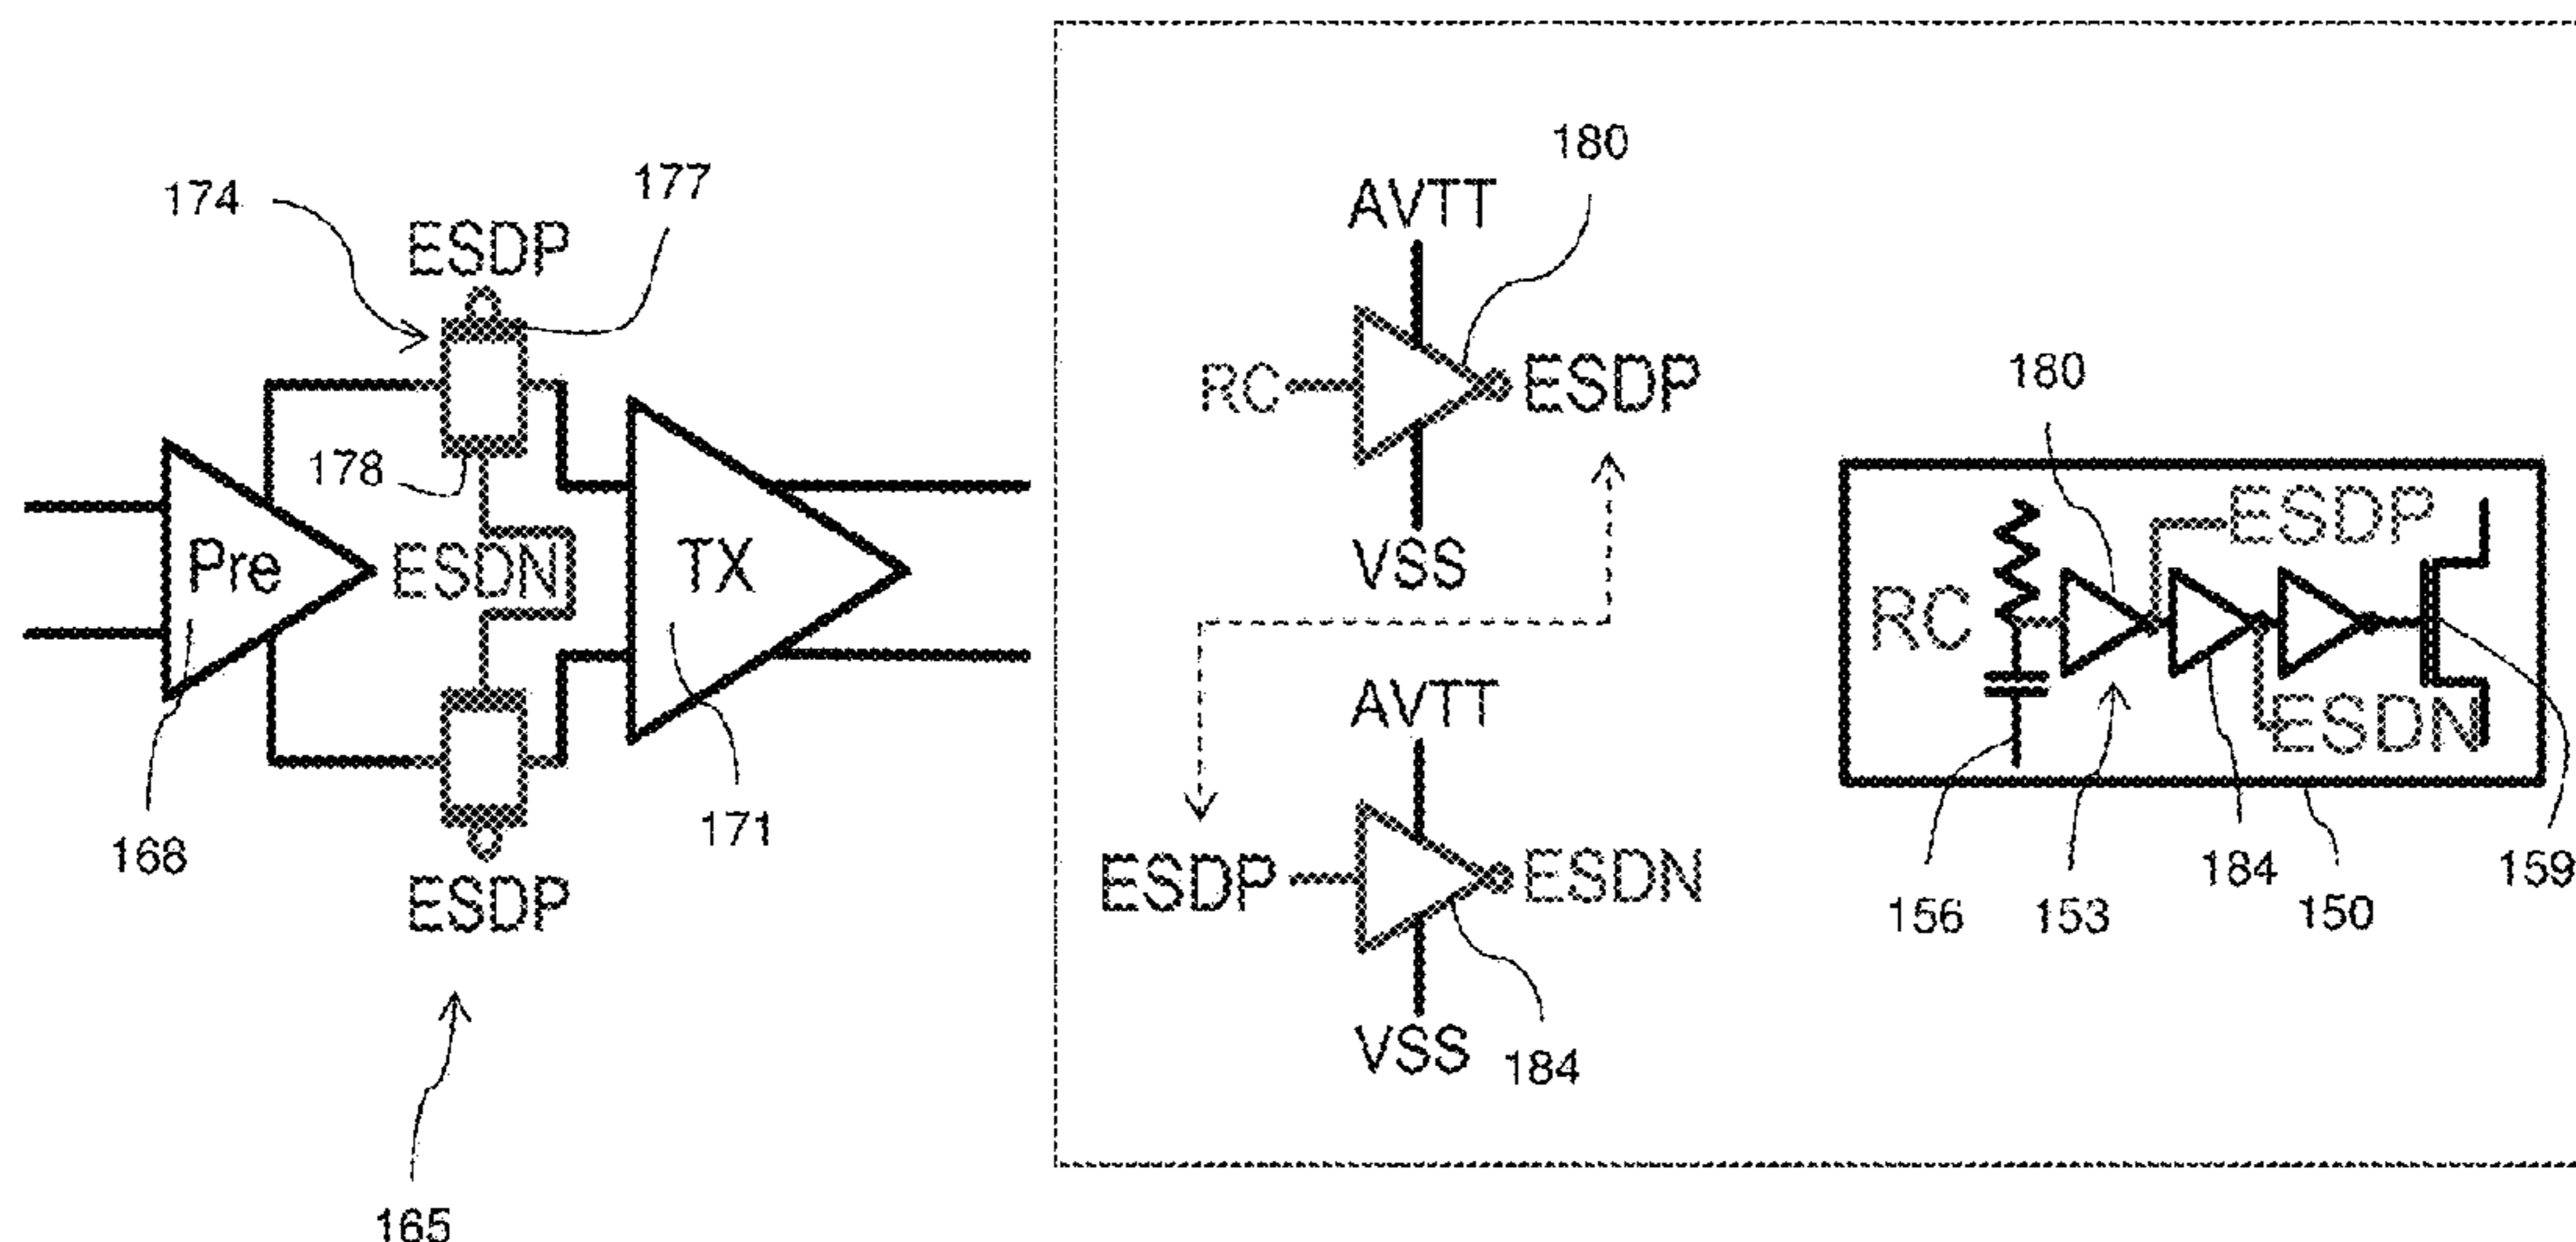 174
177
ESDP
178
Pre
ESDN
TX
168
171
ESDP
165
180
AVTT
RC
ESDP
VSS
AVTT
ESDP
ESDN
VSS
184
180
ESDP
RC
ESDN
156
153
184
150
159